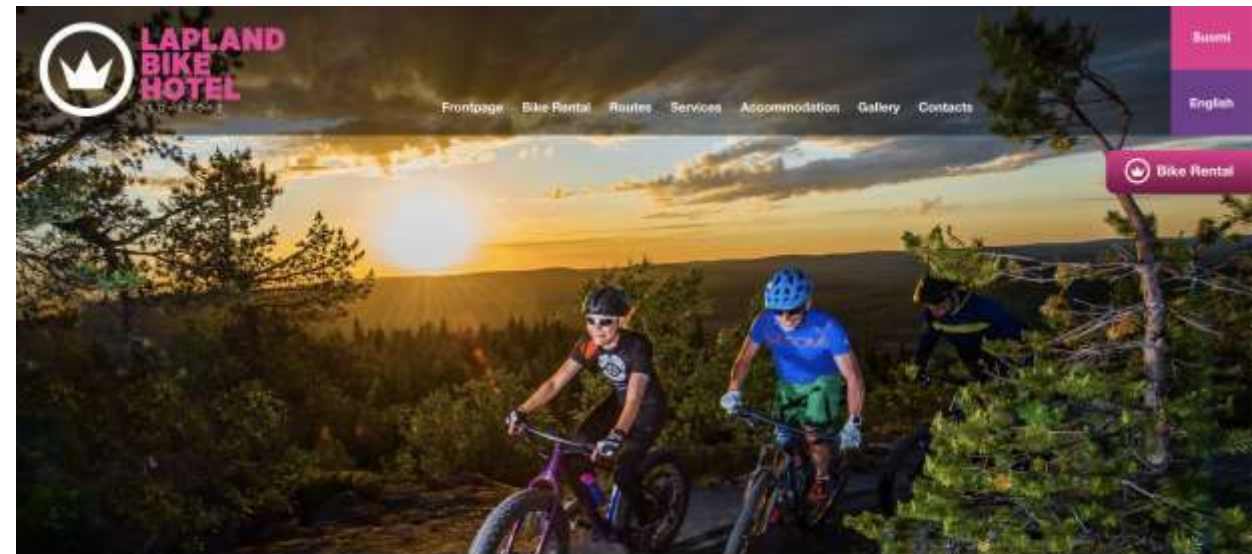 LAPLAND
BIKE
HOTEL
Frontpage Bike Rental Routes Services Accommodation Gallery Contacts
Suomi
English
Bike Rental